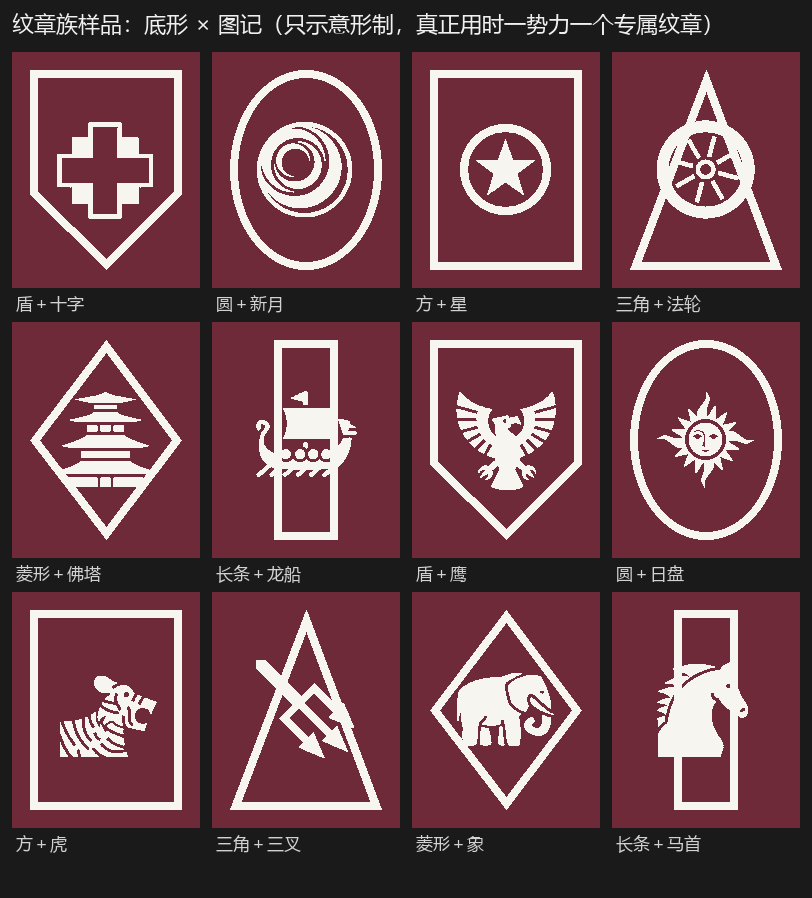 纹章族样品：底形 × 图记（只示意形制，真正用时一势力一个专属纹章）
盾＋十字
圆＋新月
方＋星
三角＋法轮
菱形＋佛塔
长条＋龙船
盾＋鹰
圆＋日盘
方＋虎
三角＋三叉
菱形＋象
长条＋马首